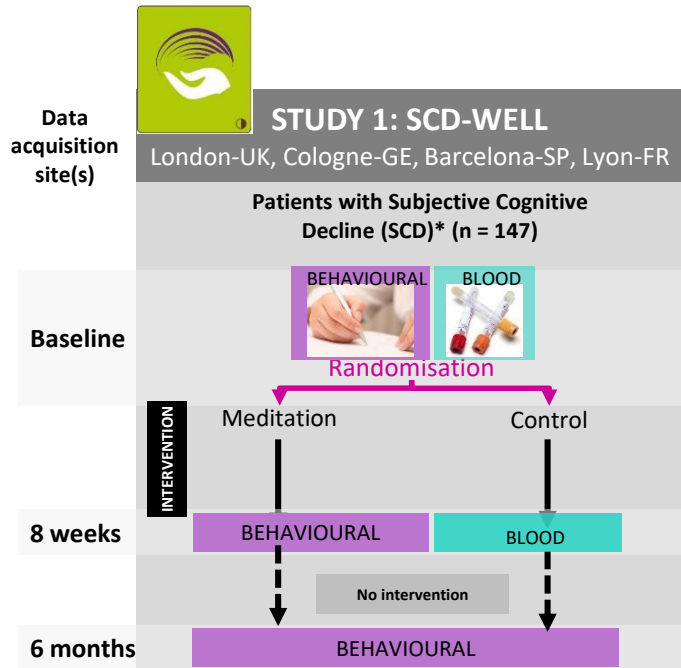 Data
acquisition
site(s)
STUDY 1: SCD-WELL
London-UK, Cologne-GE, Barcelona-SP, Lyon-FR
Patients with Subjective Cognitive
Decline (SCD)* (n = 147)
Baseline
BEHAVIOURAL
BLOOD
Randomisation
INTERVENTION
Meditation
Control
8 weeks
BEHAVIOURAL
BLOOD
No intervention
6 months
BEHAVIOURAL